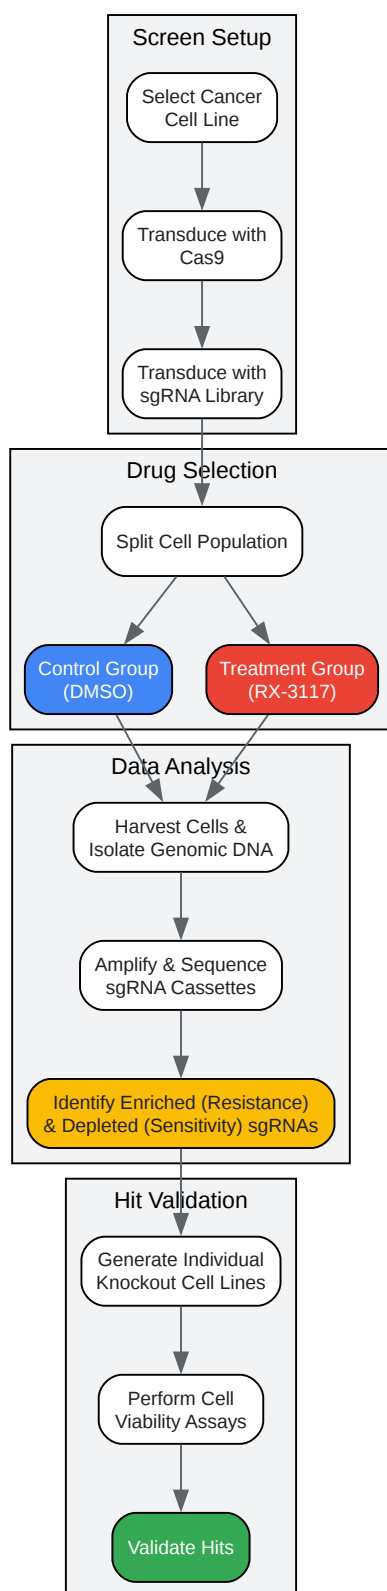 Screen Setup
Select Cancer
Cell Line
Transduce with
Cas9
Transduce with
sgRNA Library
Drug Selection
Split Cell Population
Control Group
(DMSO)
Treatment Group
(RX-3117)
Data Analysis
Harvest Cells &
Isolate Genomic DNA
Amplify & Sequence
sgRNA Cassettes
Identify Enriched (Resistance)
& Depleted (Sensitivity) sgRNAs
Hit Validation
Generate Individual
Knockout Cell Lines
Perform Cell
Viability Assays
Validate Hits